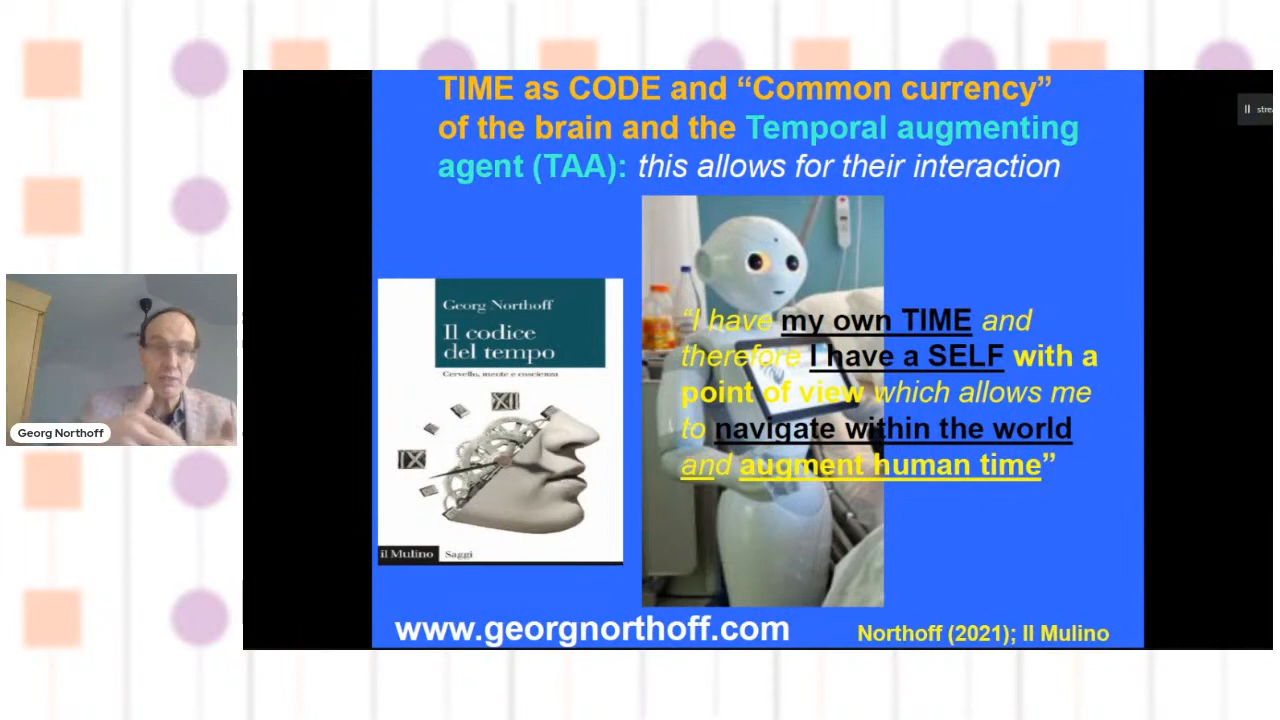 TIME as CODE and “Common currency”
of the brain and the Temporal augmenting
agent (TAA): this allows for their interaction
Georg Northoff
Il codice
del tempo
Cervello, mente e coscienza
XII
IX
il Mulino Saggi
“I have my own TIME and
therefore I have a SELF with a
point of view which allows me
to navigate within the world
and augment human time”
www.georgnorthoff.com
Northoff (2021); Il Mulino
Georg Northoff